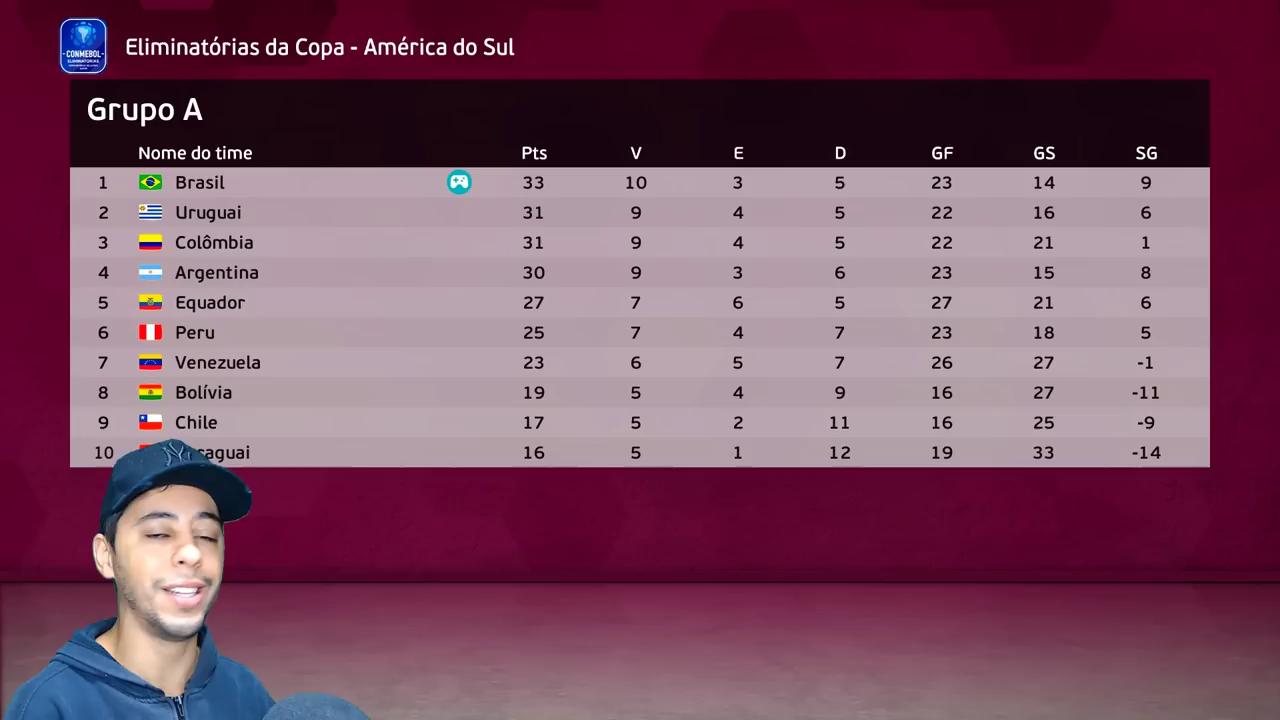 CONMEBOL
ELIMINATORIAS
Eliminatórias da Copa - América do Sul
Grupo A
Nome do time Pts V E D GF GS SG
1 Brasil 33 10 3 5 23 14 9
2 Uruguai 31 9 4 5 22 16 6
3 Colômbia 31 9 4 5 22 21 1
4 Argentina 30 9 3 6 23 15 8
5 Equador 27 7 6 5 27 21 6
6 Peru 25 7 4 7 23 18 5
7 Venezuela 23 6 5 7 26 27 -1
8 Bolívia 19 5 4 9 16 27 -11
9 Chile 17 5 2 11 16 25 -9
10 aguai 16 5 1 12 19 33 -14